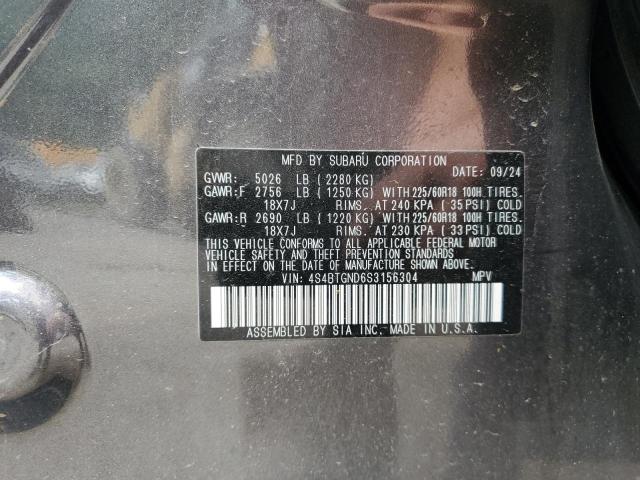 MFD BY SUBARU CORPORATION
GVWR: 5026 LB (2280 KG) DATE: 09/24
GAWR:F 2756 LB (1250 KG) WITH 225/60R18 100H TIRES.
18X7J RIMS. AT 240 KPA (35 PSI) COLD
GAWR:R 2690 LB (1220 KG) WITH 225/60R18 100H TIRES.
18X7J RIMS. AT 230 KPA (33 PSI) COLD
THIS VEHICLE CONFORMS TO ALL APPLICABLE FEDERAL MOTOR
VEHICLE SAFETY AND THEFT PREVENTION STANDARDS
IN EFFECT ON THE DATE OF MANUFACTURE SHOWN ABOVE.
VIN: 4S4BTGND6S3156304 MPV
ASSEMBLED BY SIA INC. MADE IN U.S.A.